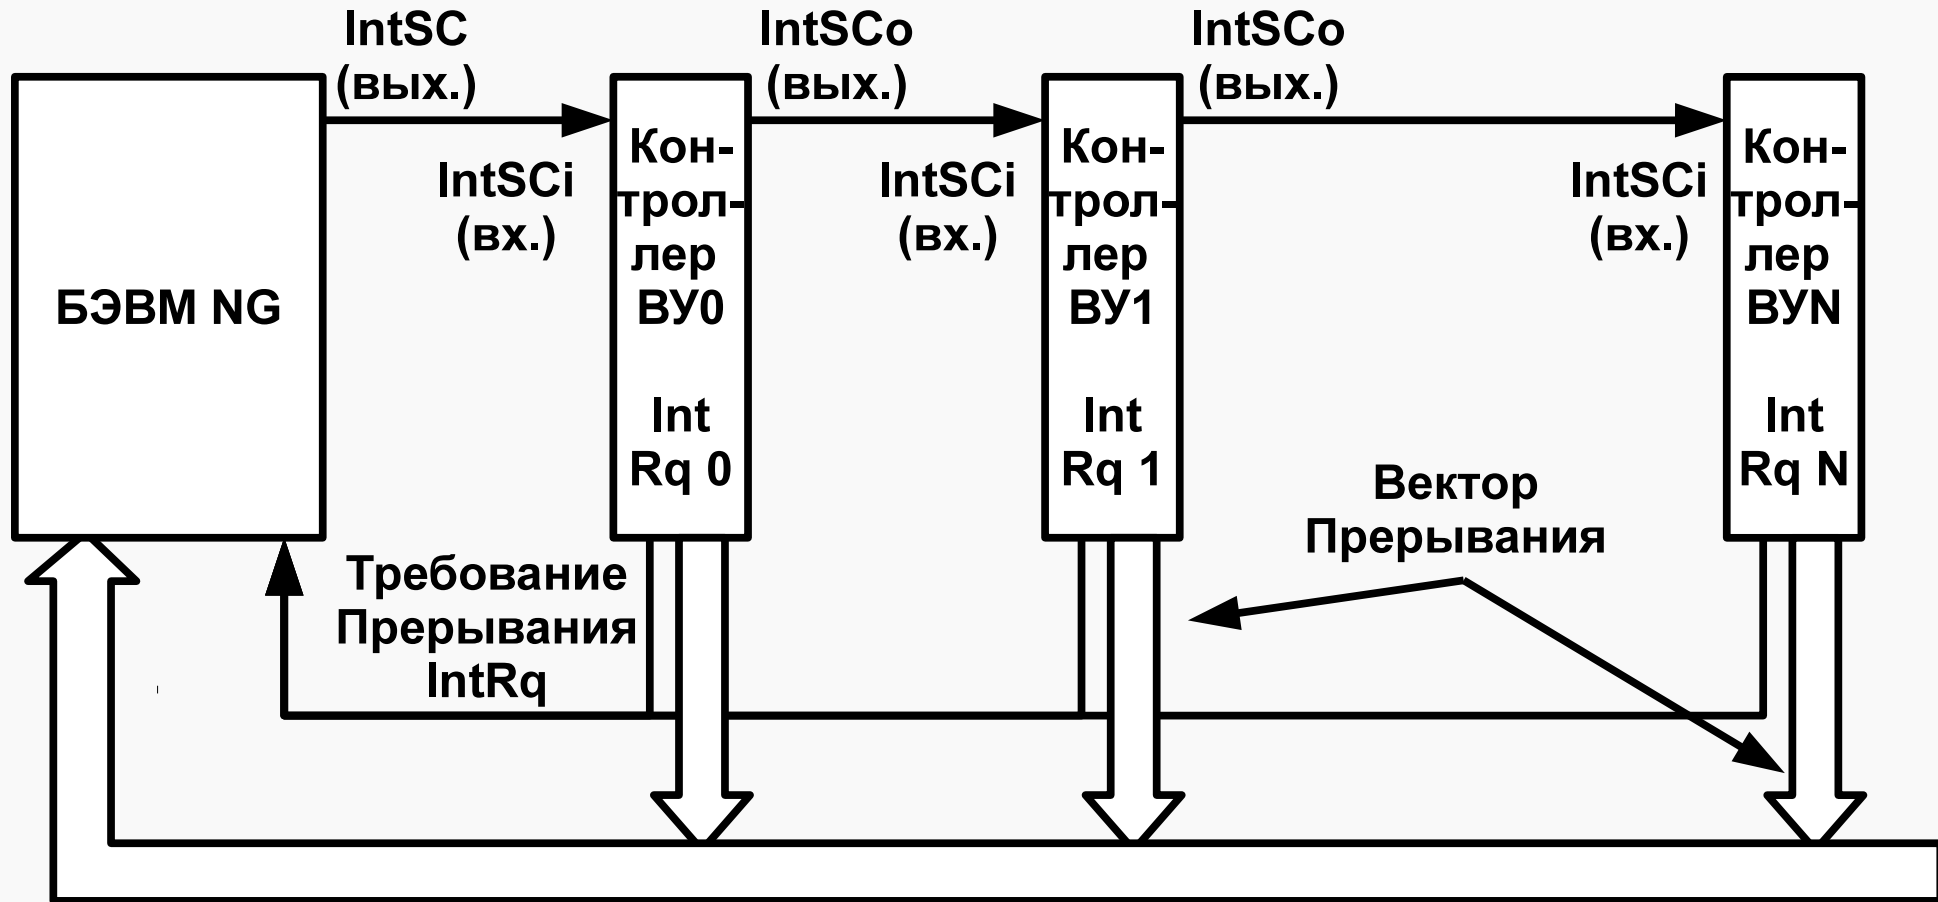 IntSC
(вых.)
IntSCo
(вых.)
IntSCo
(вых.)
IntSCi
(вх.)
IntSCi
(вх.)
IntSCi
(вх.)
БЭВМ NG
Кон-
трол-
лер
ВУ0
Int
Rq 0
Кон-
трол-
лер
ВУ1
Int
Rq 1
Кон-
трол-
лер
ВУN
Int
Rq N
Вектор
Прерывания
Требование
Прерывания
IntRq